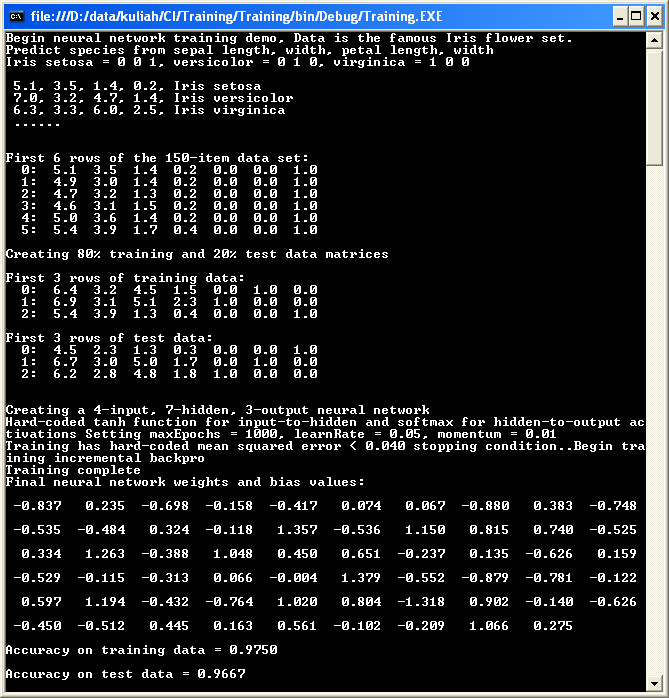 file:///D:/data/kuliah/CI/Training/Training/bin/Debug/Training.EXE
Begin neural network training demo, Data is the famous Iris flower set.
Predict species from sepal length, width, petal length, width
Iris setosa = 0 0 1, versicolor = 0 1 0, virginica = 1 0 0
5.1, 3.5, 1.4, 0.2, Iris setosa
7.0, 3.2, 4.7, 1.4, Iris versicolor
6.3, 3.3, 6.0, 2.5, Iris virginica
......
First 6 rows of the 150-item data set:
0: 5.1 3.5 1.4 0.2 0.0 0.0 1.0
1: 4.9 3.0 1.4 0.2 0.0 0.0 1.0
2: 4.7 3.2 1.3 0.2 0.0 0.0 1.0
3: 4.6 3.1 1.5 0.2 0.0 0.0 1.0
4: 5.0 3.6 1.4 0.2 0.0 0.0 1.0
5: 5.4 3.9 1.7 0.4 0.0 0.0 1.0
Creating 80% training and 20% test data matrices
First 3 rows of training data:
0: 6.4 3.2 4.5 1.5 0.0 1.0 0.0
1: 6.9 3.1 5.1 2.3 1.0 0.0 0.0
2: 5.4 3.9 1.3 0.4 0.0 0.0 1.0
First 3 rows of test data:
0: 4.5 2.3 1.3 0.3 0.0 0.0 1.0
1: 6.7 3.0 5.0 1.7 0.0 1.0 0.0
2: 6.2 2.8 4.8 1.8 1.0 0.0 0.0
Creating a 4-input, 7-hidden, 3-output neural network
Hard-coded tanh function for input-to-hidden and softmax for hidden-to-output ac
tivations Setting maxEpochs = 1000, learnRate = 0.05, momentum = 0.01
Training has hard-coded mean squared error < 0.040 stopping condition..Begin tra
ining incremental backpro
Training complete
Final neural network weights and bias values:
-0.837 0.235 -0.698 -0.158 -0.417 0.074 0.067 -0.880 0.383 -0.748
-0.535 -0.484 0.324 -0.118 1.357 -0.536 1.150 0.815 0.740 -0.525
0.334 1.263 -0.388 1.048 0.450 0.651 -0.237 0.135 -0.626 0.159
-0.529 -0.115 -0.313 0.066 -0.004 1.379 -0.552 -0.879 -0.781 -0.122
0.597 1.194 -0.432 -0.764 1.020 0.804 -1.318 0.902 -0.140 -0.626
-0.450 -0.512 0.445 0.163 0.561 -0.102 -0.209 1.066 0.275
Accuracy on training data = 0.9750
Accuracy on test data = 0.9667